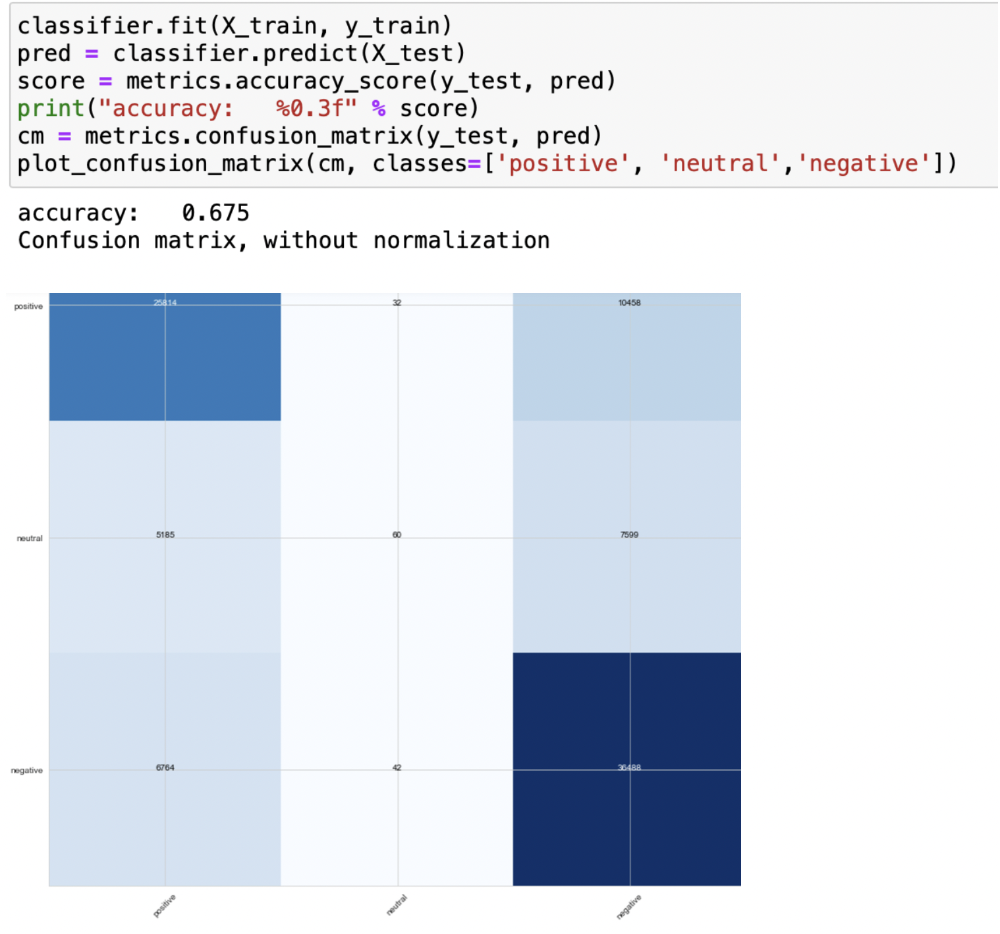 classifier.fit(X_train, y_train)
pred = classifier.predict(X_test)
score = metrics.accuracy_score(y_test, pred)
print("accuracy:   %0.3f" % score)
cm = metrics.confusion_matrix(y_test, pred)
plot_confusion_matrix(cm, classes=['positive', 'neutral','negative'])
accuracy:   0.675
Confusion matrix, without normalization
positive 25814 32 10458
neutral 5185 60 7599
negative 6764 42 36488
positive neutral negative